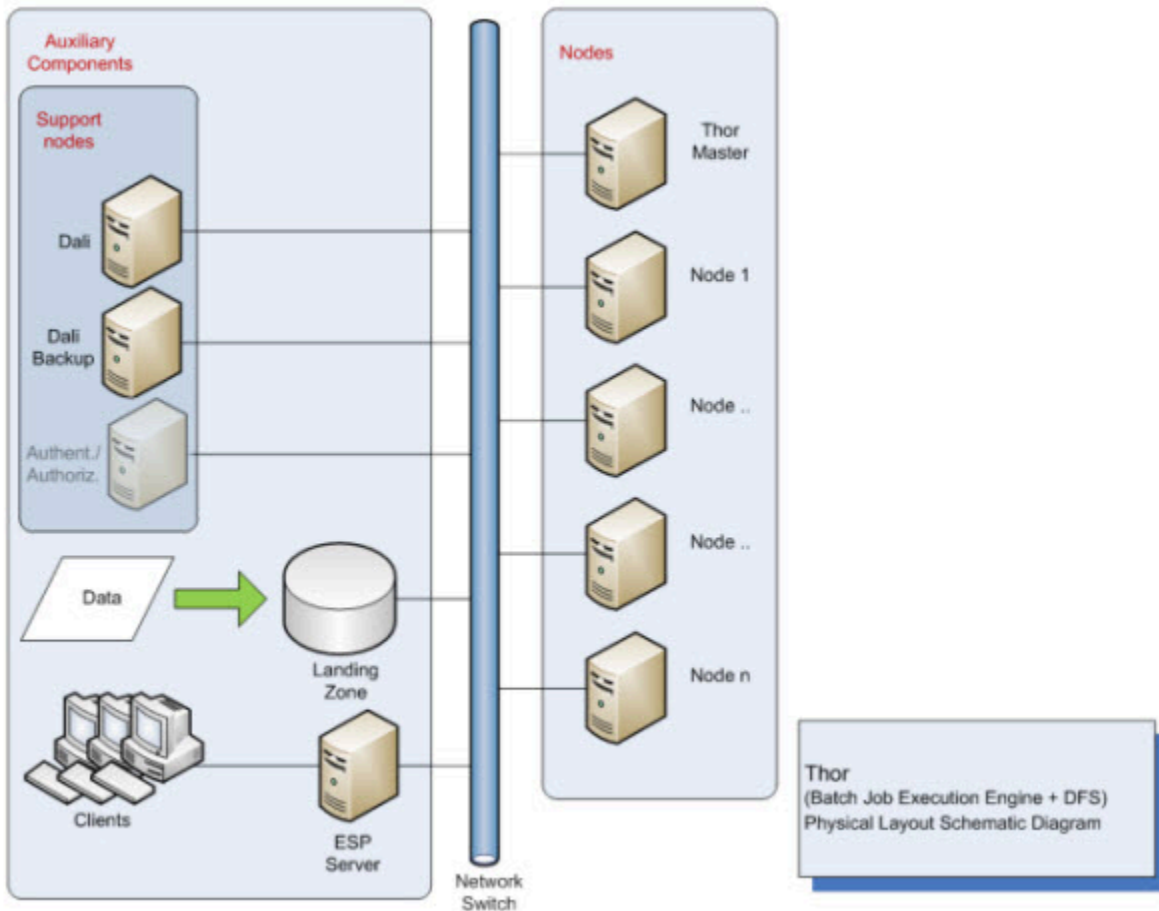 Auxiliary
Components
Support
nodes
Dali
Dali
Backup
Authent./
Authoriz.
Data
Landing
Zone
Clients
ESP
Server
Network
Switch
Nodes
Thor
Master
Node 1
Node ..
Node ..
Node n
Thor
(Batch Job Execution Engine + DFS)
Physical Layout Schematic Diagram